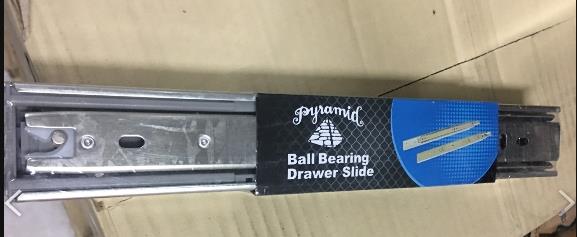 pyramid
Ball Bearing
Drawer Slide